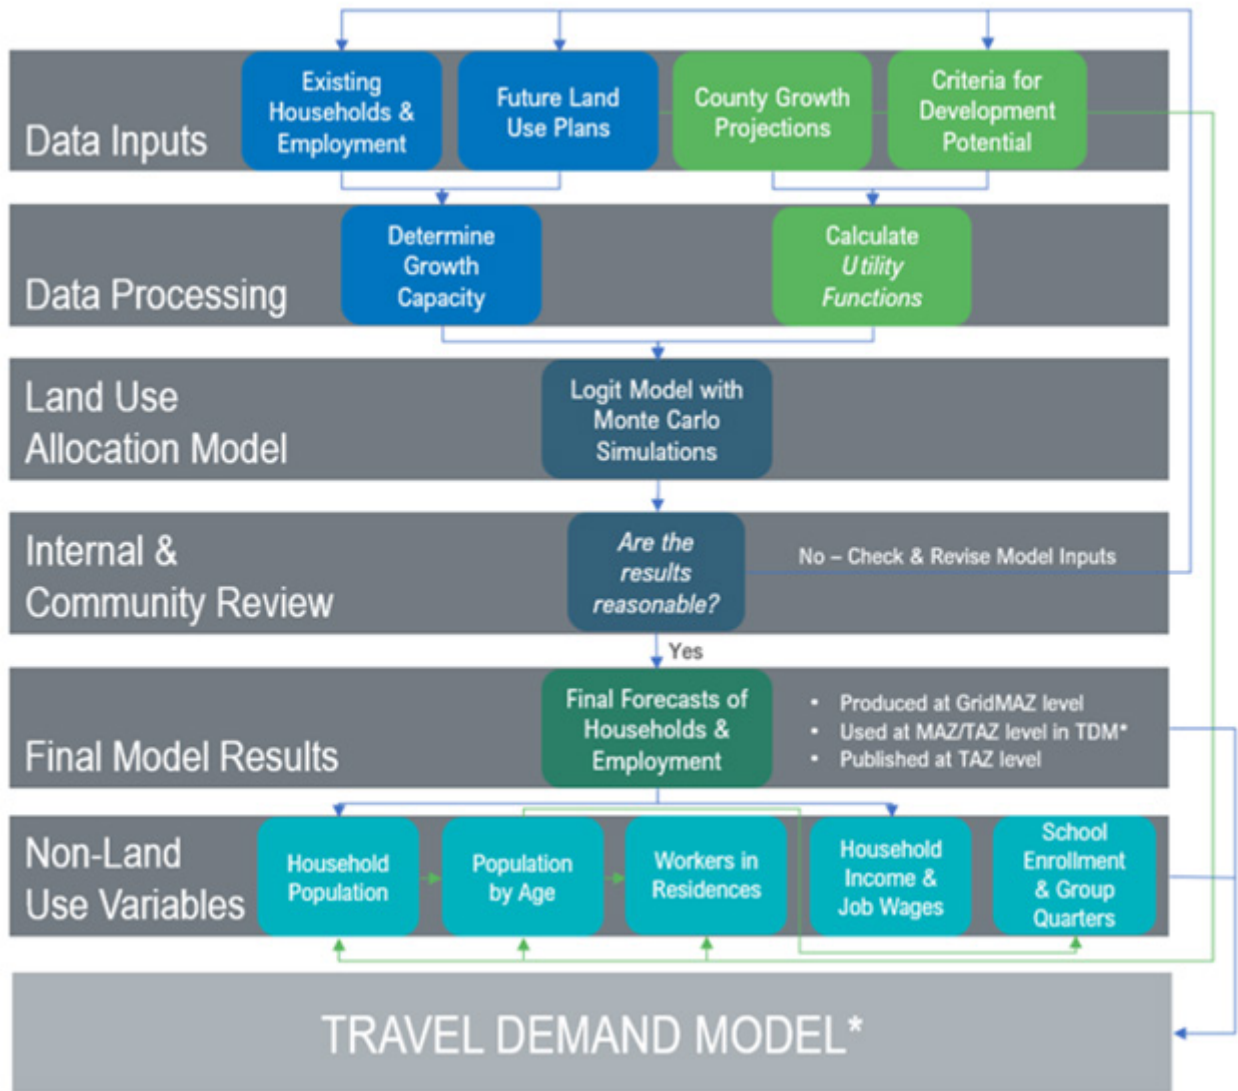 Data Inputs
Existing
Households &
Employment
Future Land
Use Plans
County Growth
Projections
Criteria for
Development
Potential
Data Processing
Determine
Growth
Capacity
Calculate
Utility
Functions
Land Use
Allocation Model
Logit Model with
Monte Carlo
Simulations
Internal &
Community Review
Are the
results
reasonable?
No – Check & Revise Model Inputs
Yes
Final Model Results
Final Forecasts of
Households &
Employment
• Produced at GridMAZ level
• Used at MAZ/TAZ level in TDM*
• Published at TAZ level
Non-Land
Use Variables
Household
Population
Population
by Age
Workers in
Residences
Household
Income &
Job Wages
School
Enrollment
& Group
Quarters
TRAVEL DEMAND MODEL*